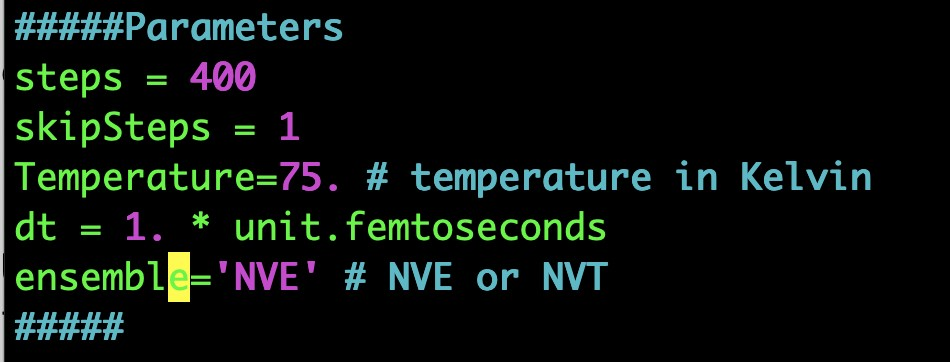 #####Parameters
steps = 400
skipSteps = 1
Temperature=75. # temperature in Kelvin
dt = 1. * unit.femtoseconds
ensemble='NVE' # NVE or NVT
#####